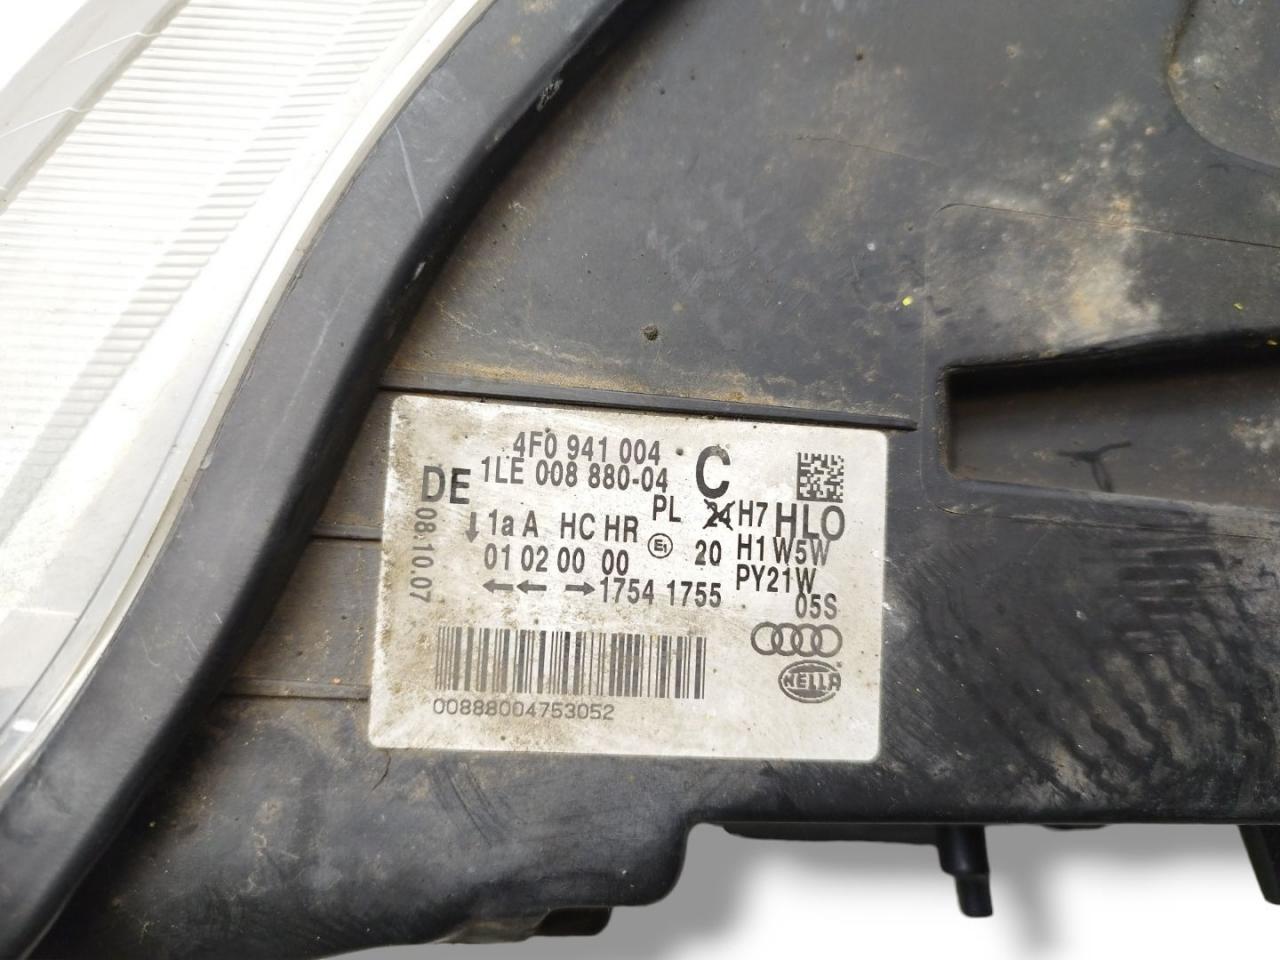 4F0 941 004 C
DE 1LE 008 880-04
PL 24 H7 HLO
1a A HC HR E1 20 H1 W5W
01 02 00 00 PY21W
1754 1755 05S
08.10.07
HELLA
00888004753052